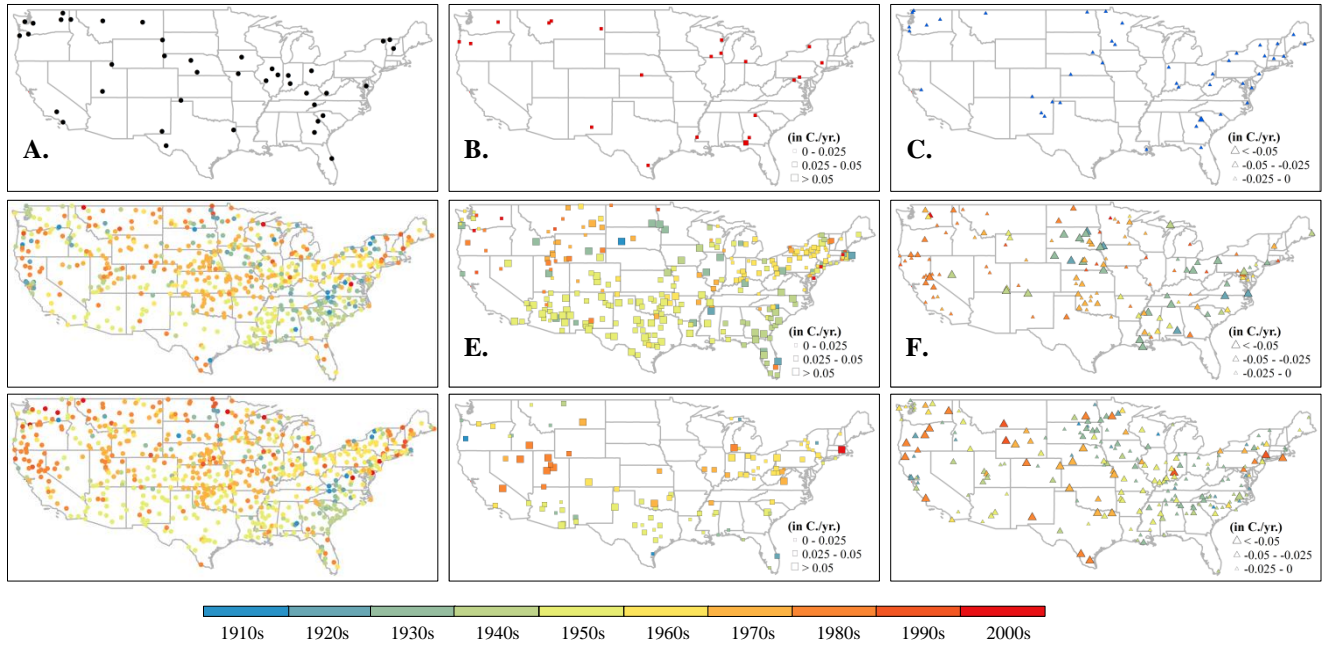 A.
B.
(in C./yr.)
0 - 0.025
0.025 - 0.05
> 0.05
C.
(in C./yr.)
< -0.05
-0.05 - -0.025
-0.025 - 0
E.
(in C./yr.)
0 - 0.025
0.025 - 0.05
> 0.05
F.
(in C./yr.)
< -0.05
-0.05 - -0.025
-0.025 - 0
(in C./yr.)
0 - 0.025
0.025 - 0.05
> 0.05
(in C./yr.)
< -0.05
-0.05 - -0.025
-0.025 - 0
1910s 1920s 1930s 1940s 1950s 1960s 1970s 1980s 1990s 2000s